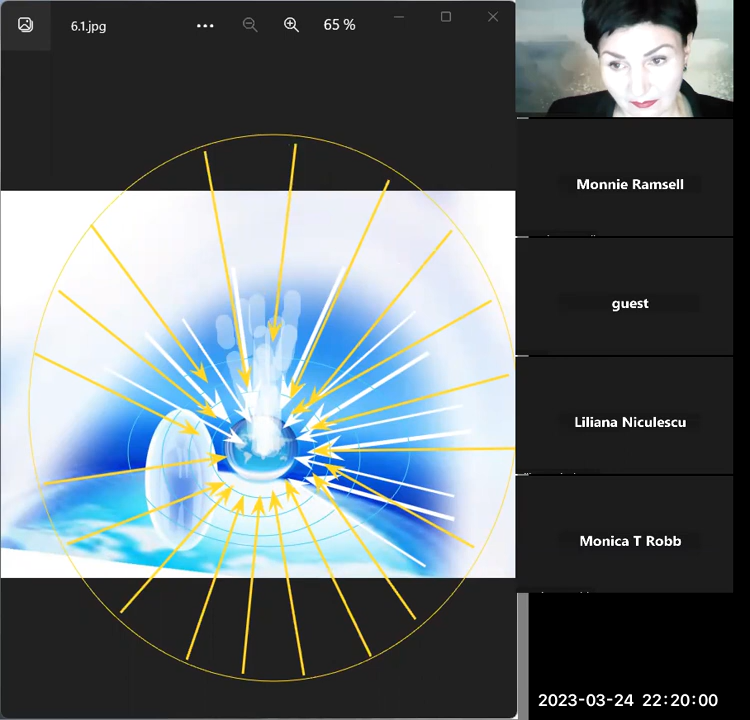 6.1.jpg
65 %
Monnie Ramsell
guest
Liliana Niculescu
Monica T Robb
2023-03-24 22:20:00